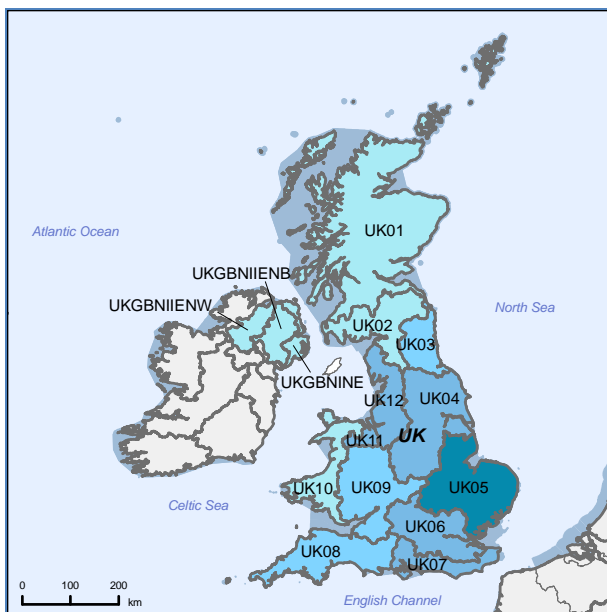 UK01
Atlantic Ocean
UKGBNIIENB
UKGBNIIENW
North Sea
UK02
UK03
UKGBNINE
UK12
UK04
UK11
UK
UK10
UK09
UK05
Celtic Sea
UK06
UK08
UK07
0 100 200
km
English Channel